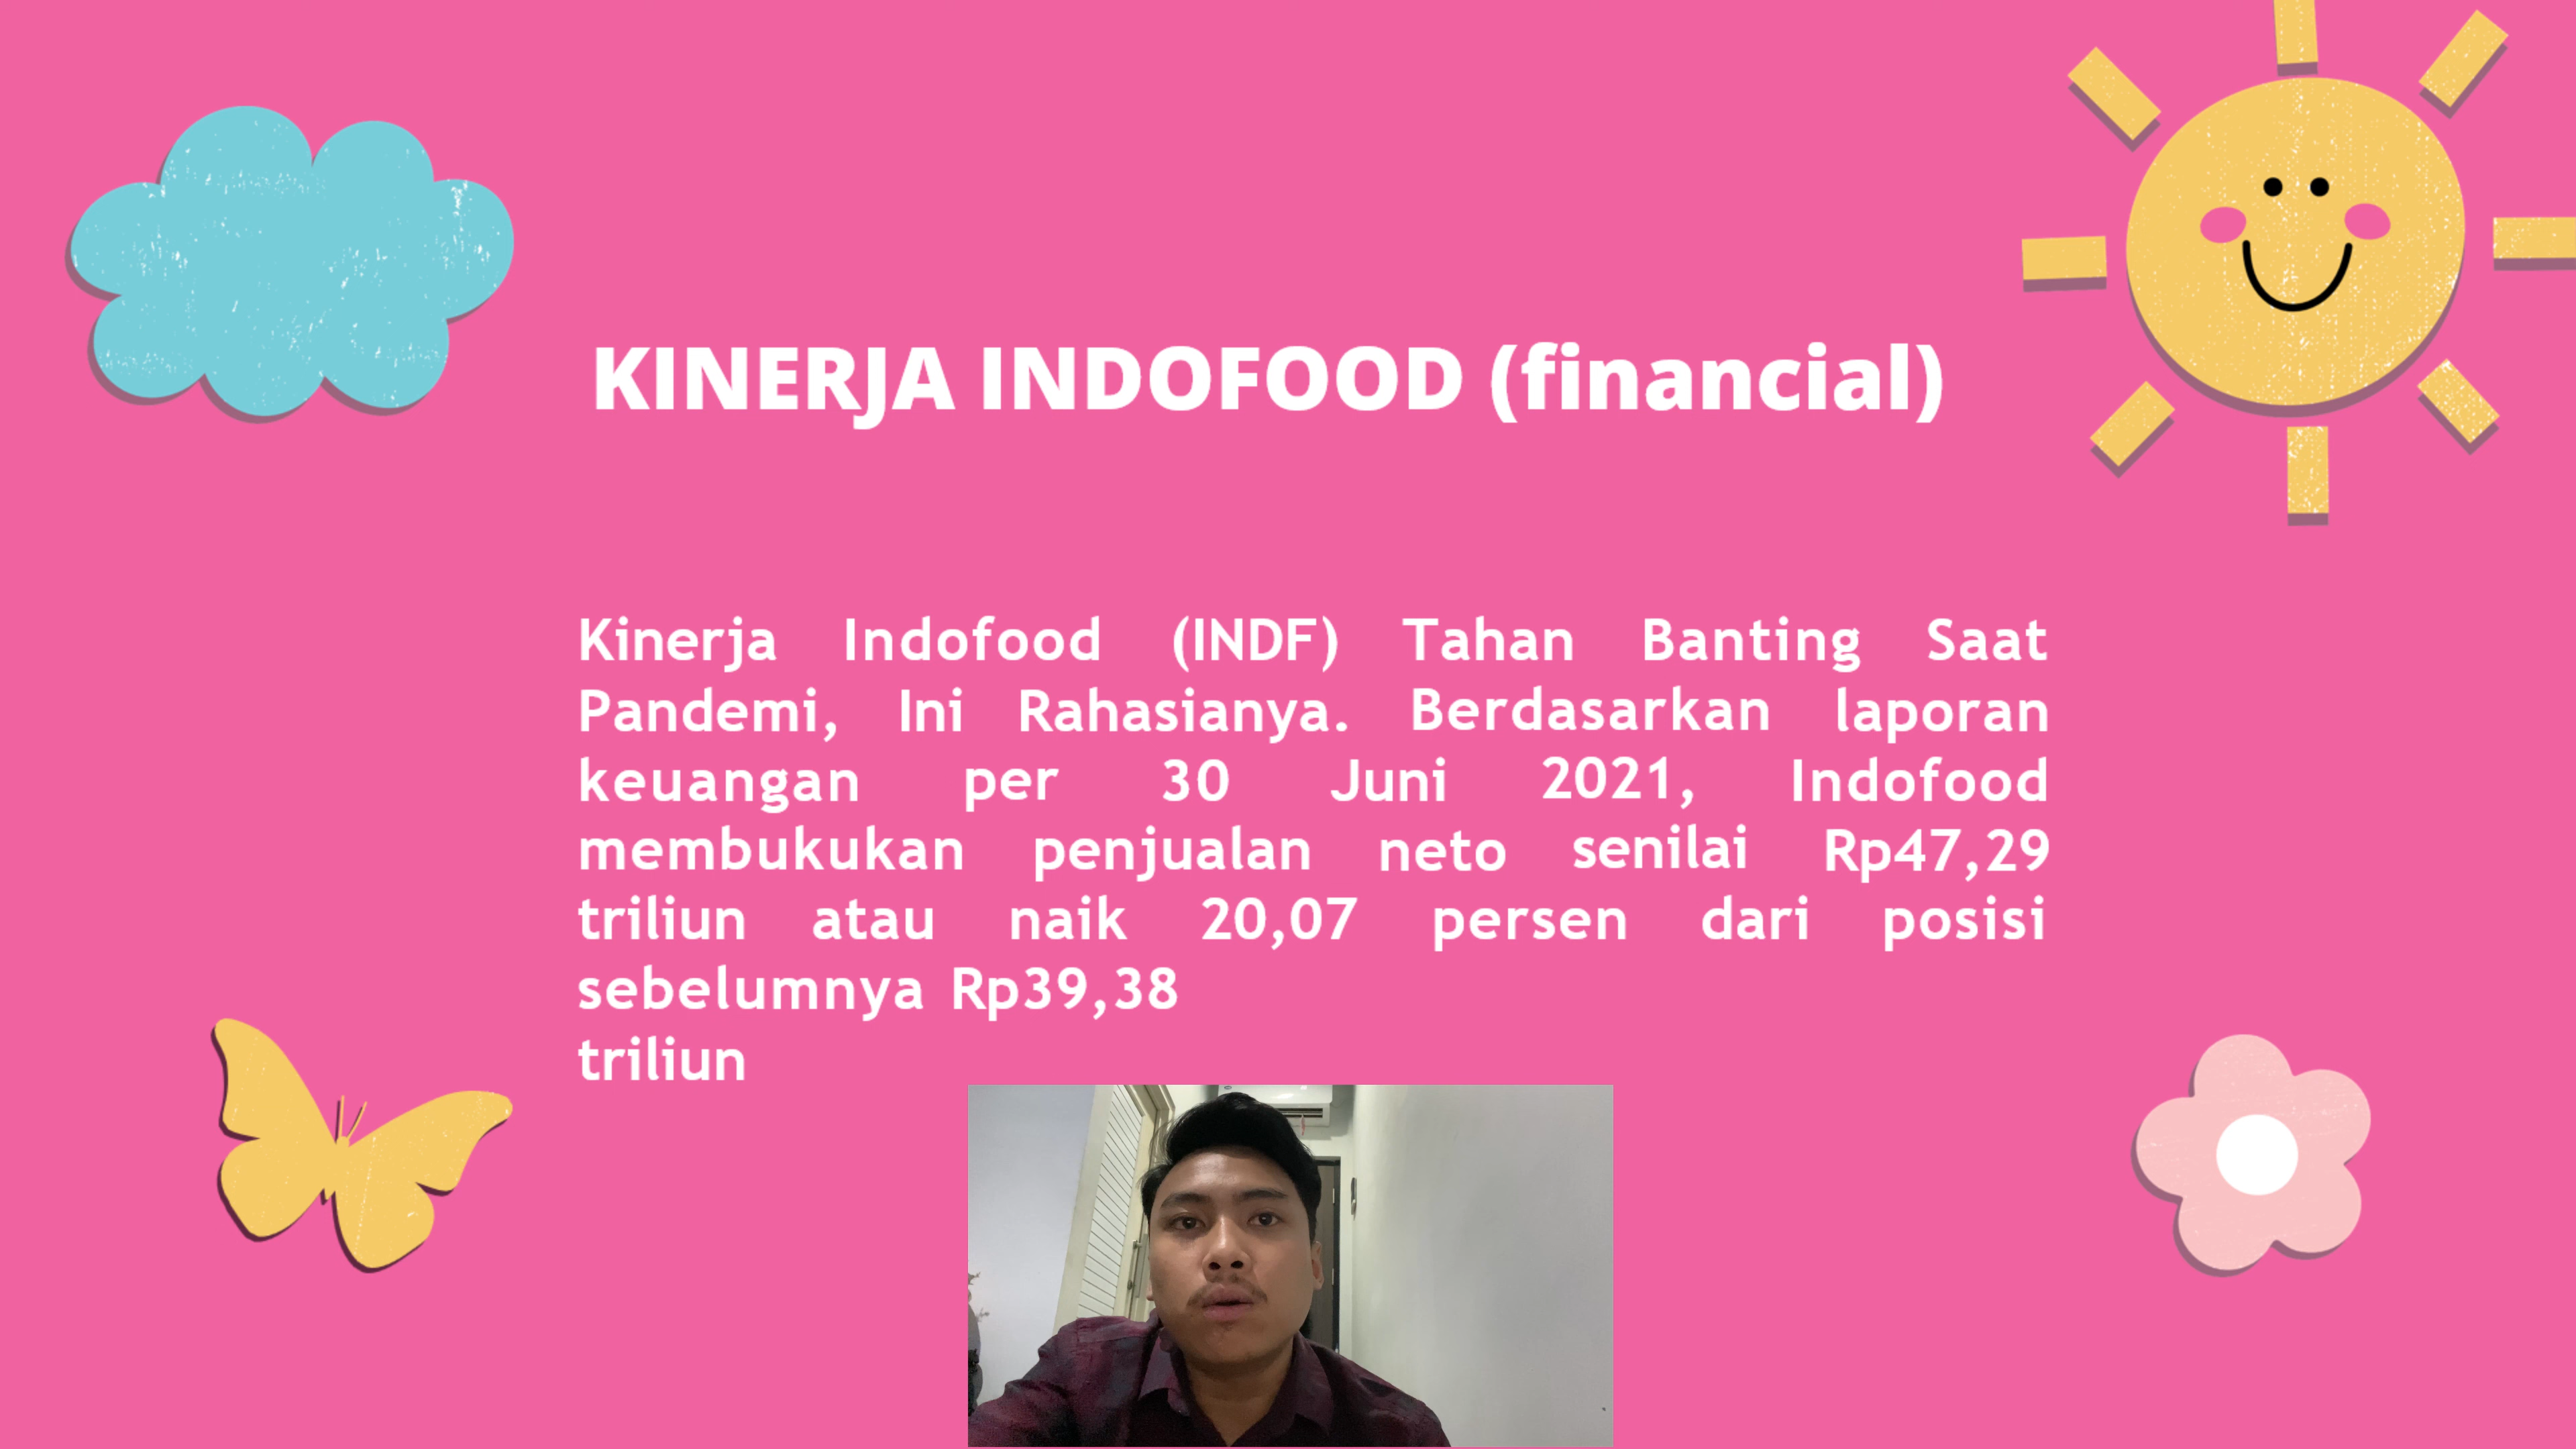 KINERJA INDOFOOD (financial)
Kinerja Indofood (INDF) Tahan Banting Saat
Pandemi, Ini Rahasianya. Berdasarkan laporan
keuangan per 30 Juni 2021, Indofood
membukukan penjualan neto senilai Rp47,29
triliun atau naik 20,07 persen dari posisi
sebelumnya Rp39,38
triliun